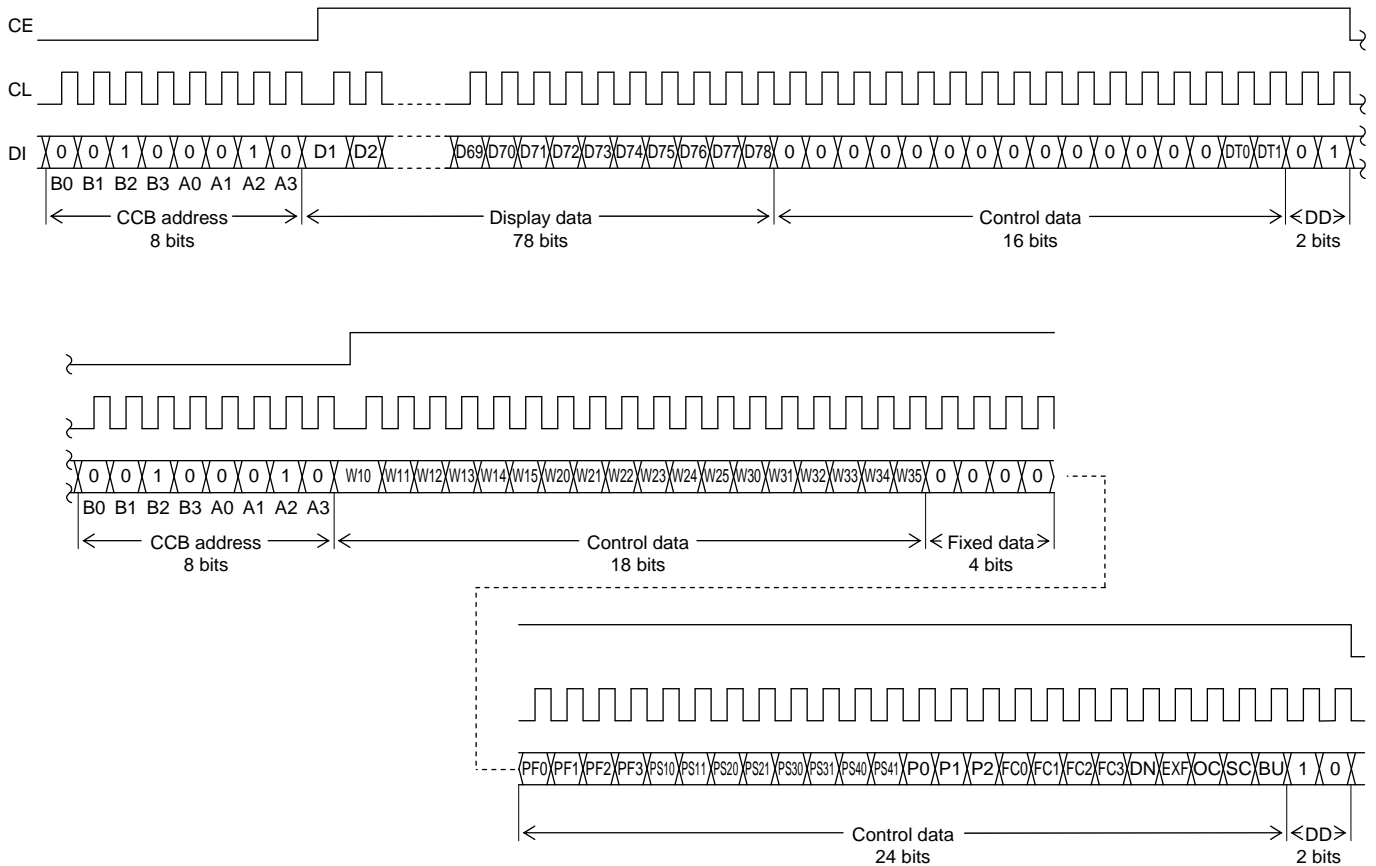 CE
CL
DI 0 0 1 0 0 0 1 0 D1 D2 D69 D70 D71 D72 D73 D74 D75 D76 D77 D78 0 0 0 0 0 0 0 0 0 0 0 0 0 0 DT0 DT1 0 1
B0 B1 B2 B3 A0 A1 A2 A3
CCB address Display data Control data DD
8 bits 78 bits 16 bits 2 bits
0 0 1 0 0 0 1 0 W10 W11 W12 W13 W14 W15 W20 W21 W22 W23 W24 W25 W30 W31 W32 W33 W34 W35 0 0 0 0
B0 B1 B2 B3 A0 A1 A2 A3
CCB address Control data Fixed data
8 bits 18 bits 4 bits
PF0 PF1 PF2 PF3 PS10 PS11 PS20 PS21 PS30 PS31 PS40 PS41 P0 P1 P2 FC0 FC1 FC2 FC3 DN EXF OC SC BU 1 0
Control data DD
24 bits 2 bits